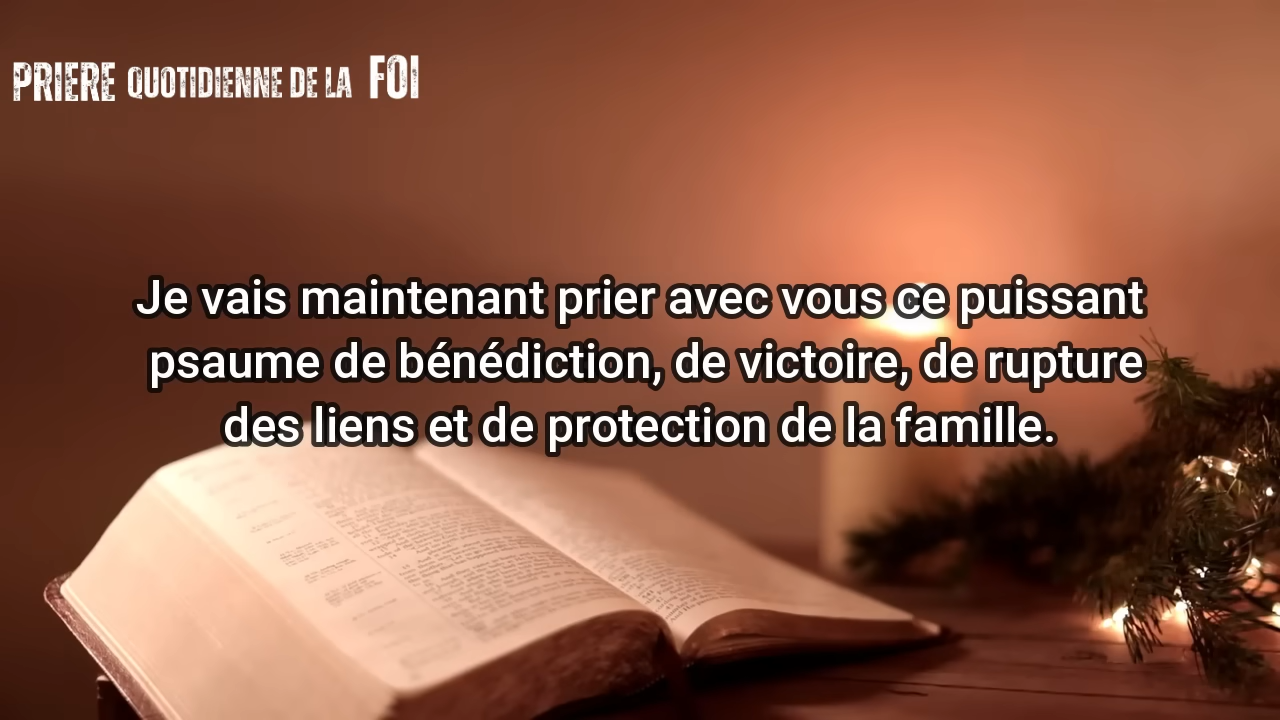 PRIERE QUOTIDIENNE DE LA FOI
Je vais maintenant prier avec vous ce puissant
psaume de bénédiction, de victoire, de rupture
des liens et de protection de la famille.